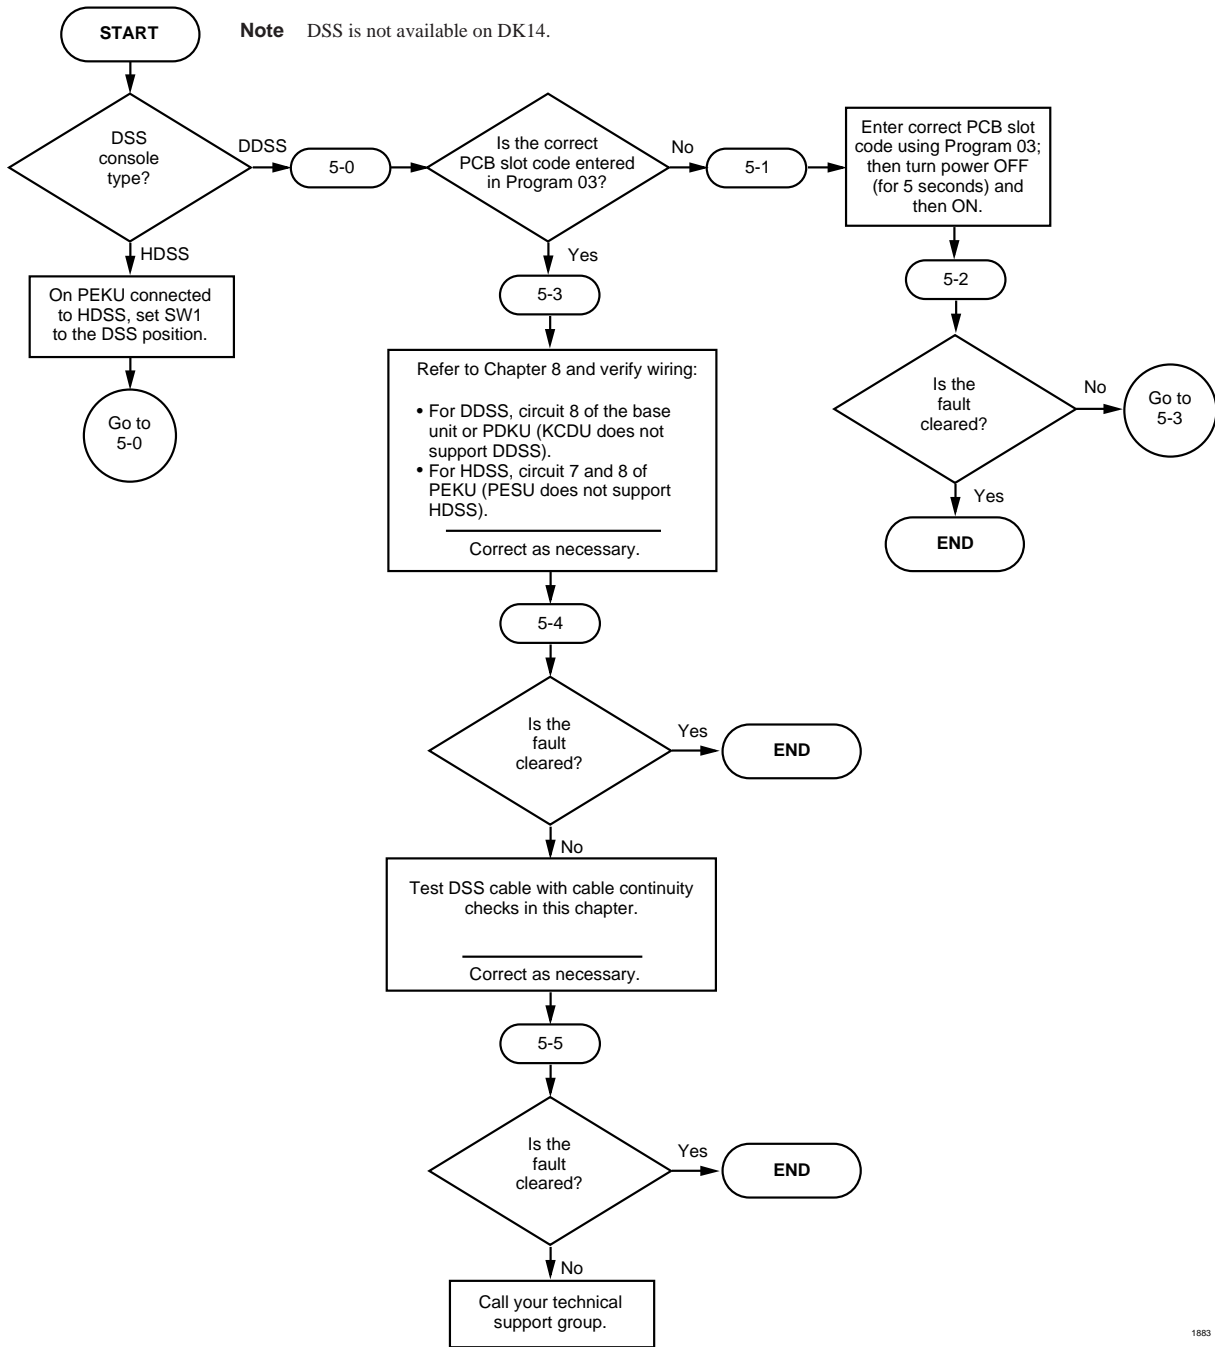 START
Note DSS is not available on DK14.
DSS
console
type?
DDSS
5-0
Is the correct
PCB slot code entered
in Program 03?
No
5-1
Enter correct PCB slot
code using Program 03;
then turn power OFF
(for 5 seconds) and
then ON.
HDSS
On PEKU connected
to HDSS, set SW1
to the DSS position.
Go to
5-0
Yes
5-3
5-2
Refer to Chapter 8 and verify wiring:
• For DDSS, circuit 8 of the base
unit or PDKU (KCDU does not
support DDSS).
• For HDSS, circuit 7 and 8 of
PEKU (PESU does not support
HDSS).
Correct as necessary.
Is the
fault
cleared?
No
Go to
5-3
Yes
END
5-4
Is the
fault
cleared?
Yes
END
No
Test DSS cable with cable continuity
checks in this chapter.
Correct as necessary.
5-5
Is the
fault
cleared?
Yes
END
No
Call your technical
support group.
1883